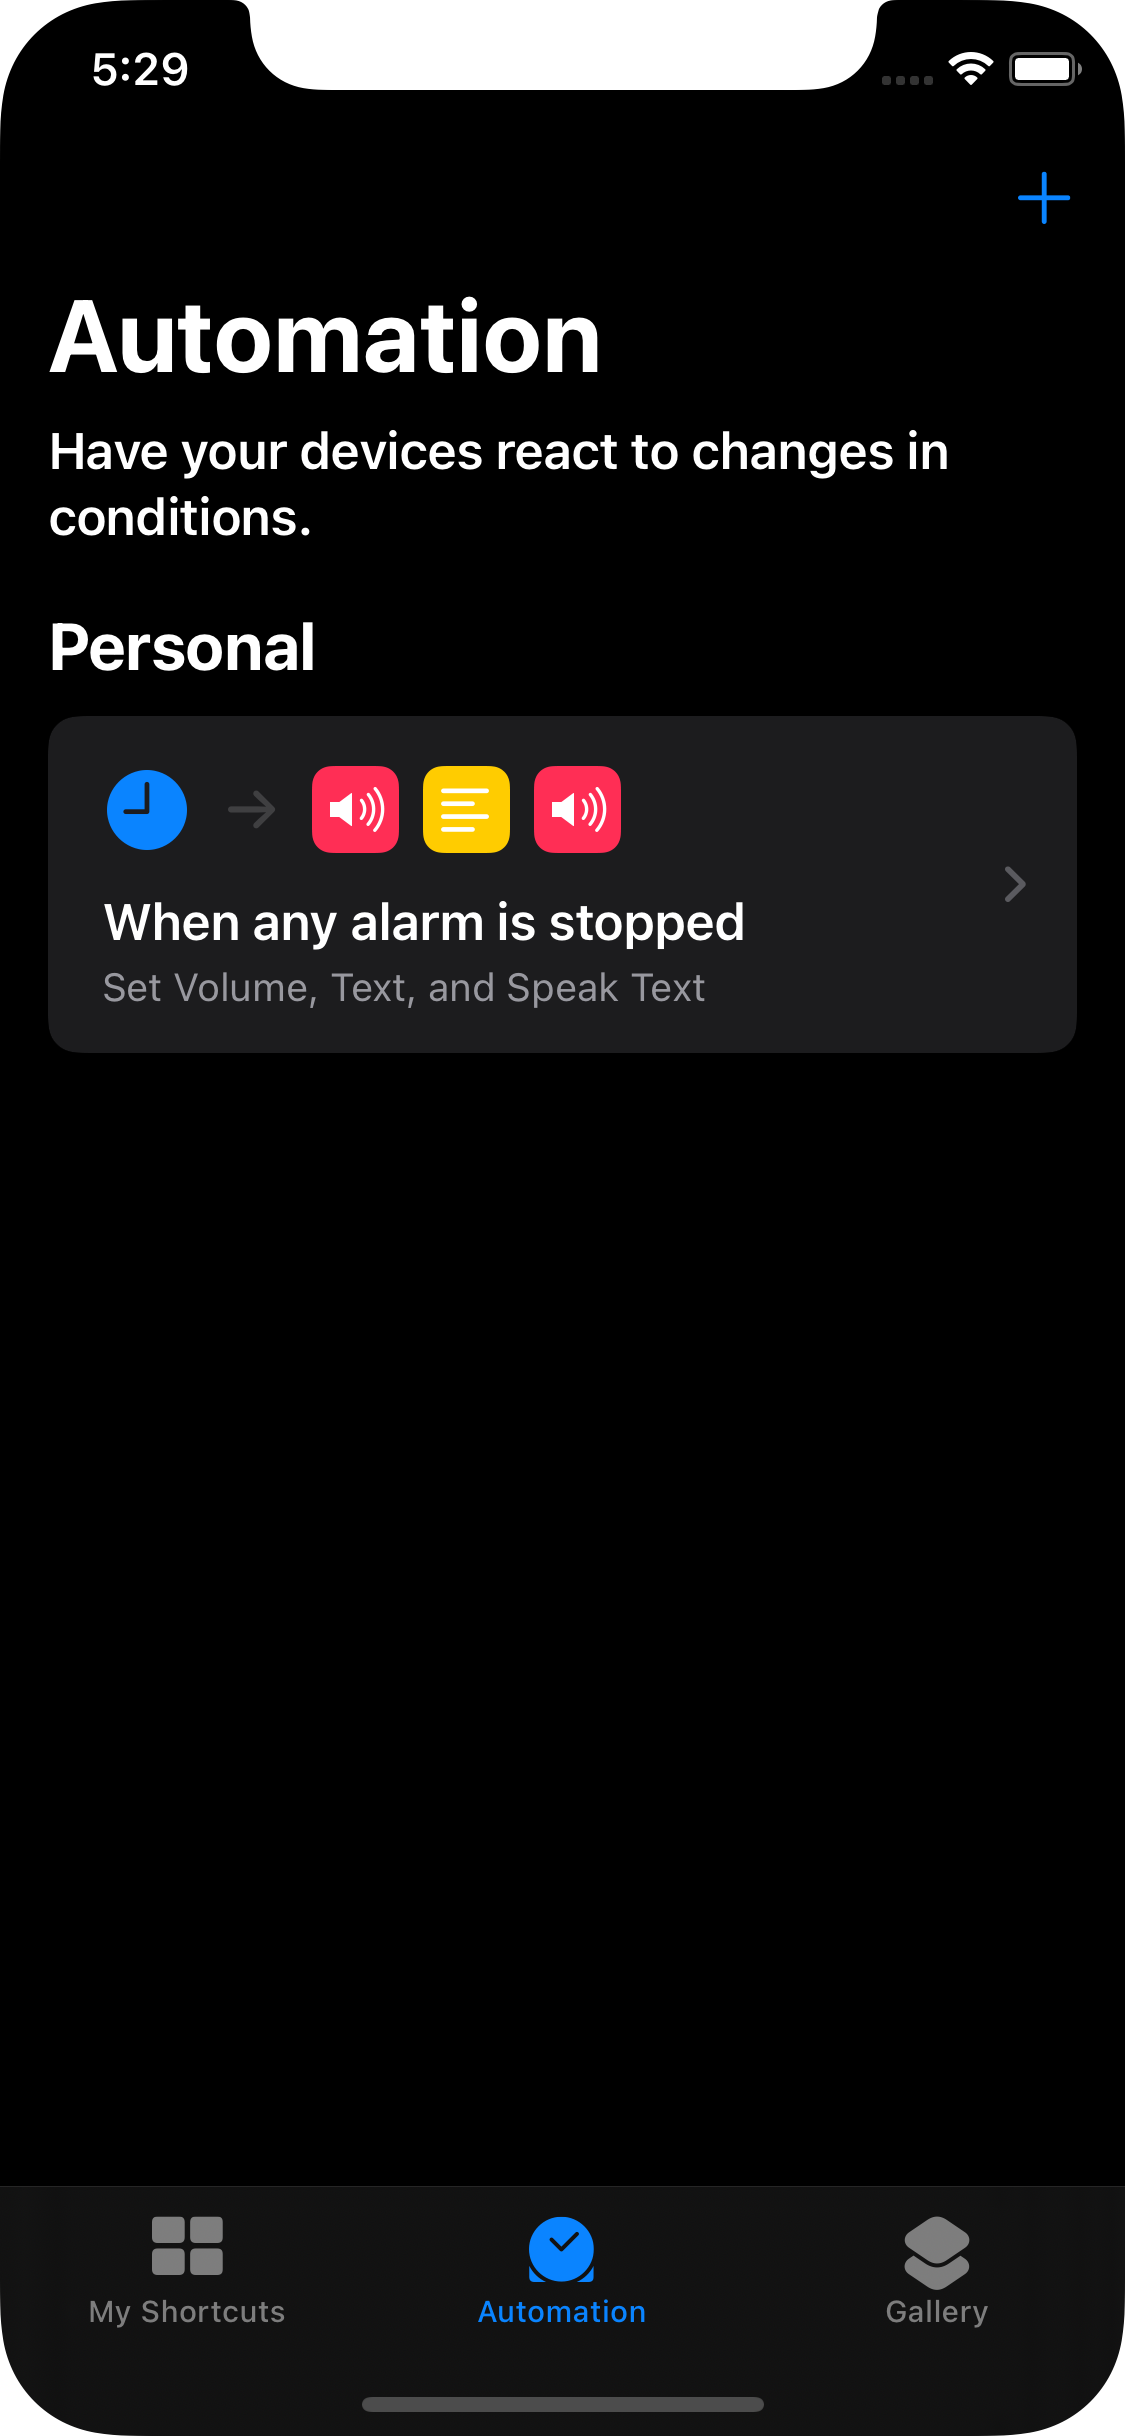 5:29
Automation
Have your devices react to changes in
conditions.
Personal
When any alarm is stopped
Set Volume, Text, and Speak Text
My Shortcuts
Automation
Gallery